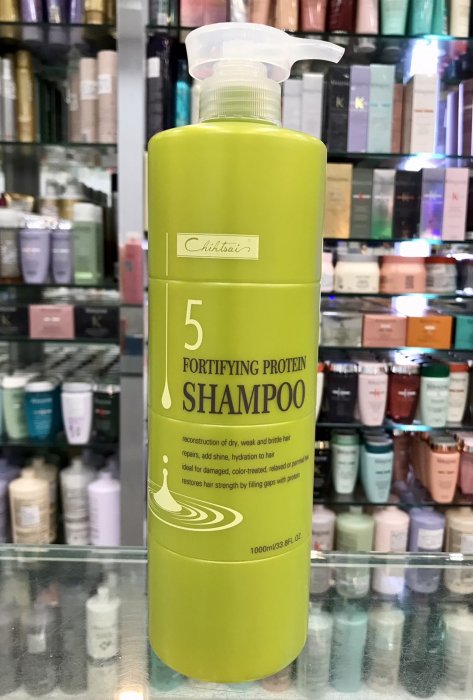 Chihtsai
5
FORTIFYING PROTEIN
SHAMPOO
reconstruction of dry, weak and brittle hair
repairs, add shine, hydration to hair
ideal for damaged, color-treated, relaxed or permed
restores hair strength by filling gaps with protein
1000ml/33.8FL.OZ